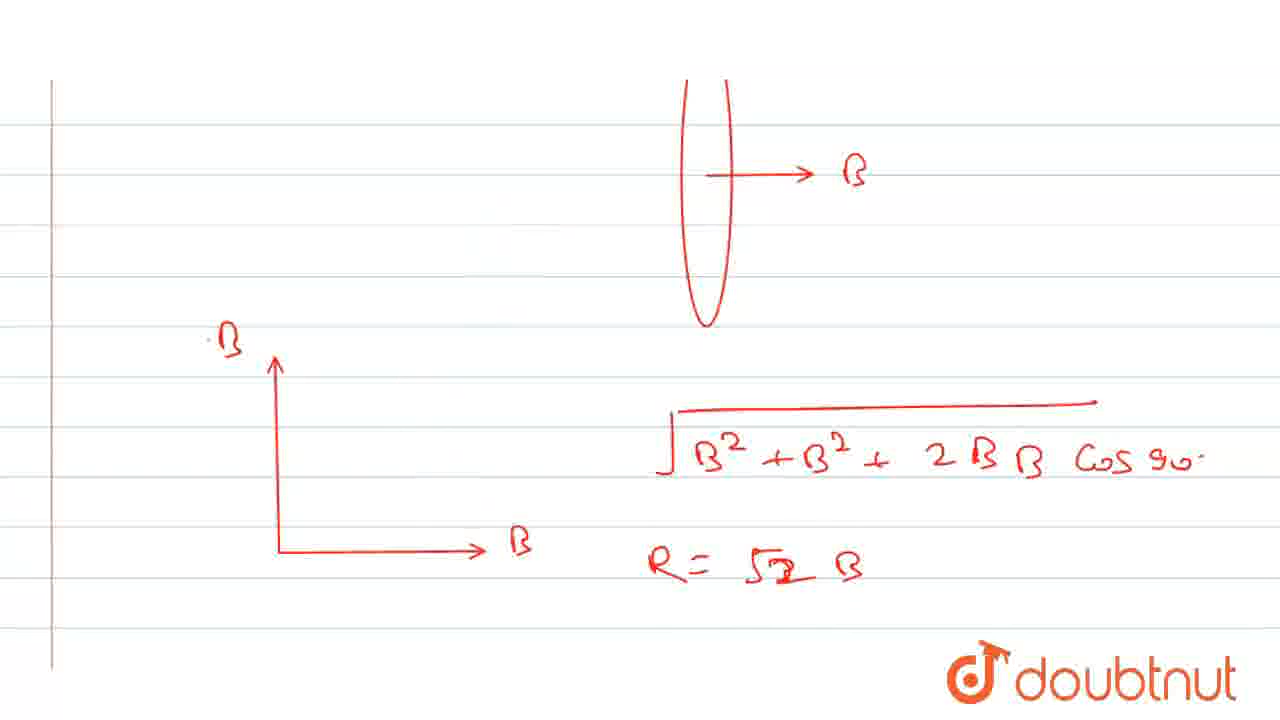 B
B
√B² + B² + 2 B B Cos 90°
B
R = √2 B
doubtnut